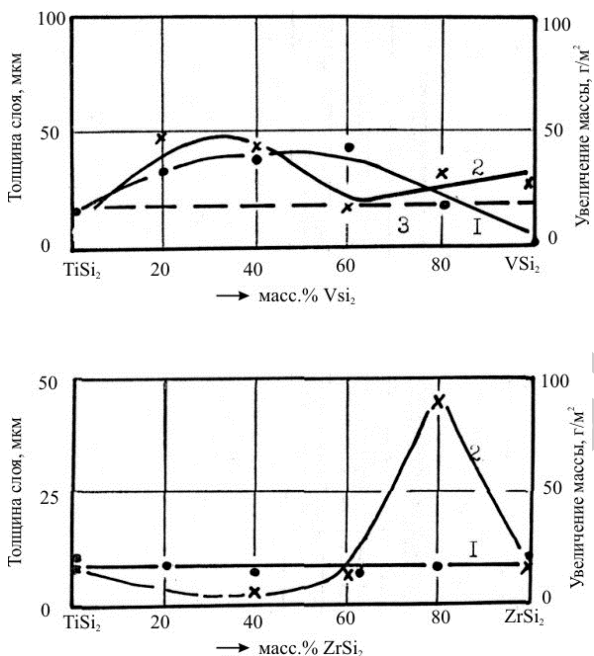 100
50
0
Толщина слоя, мкм
100
50
0
Увеличение массы, г/м²
2
3
1
TiSi₂
20
40
60
80
VSi₂
→ масс.% Vsi₂
50
25
0
Толщина слоя, мкм
100
50
0
Увеличение массы, г/м²
2
1
TiSi₂
20
40
60
80
ZrSi₂
→ масс.% ZrSi₂